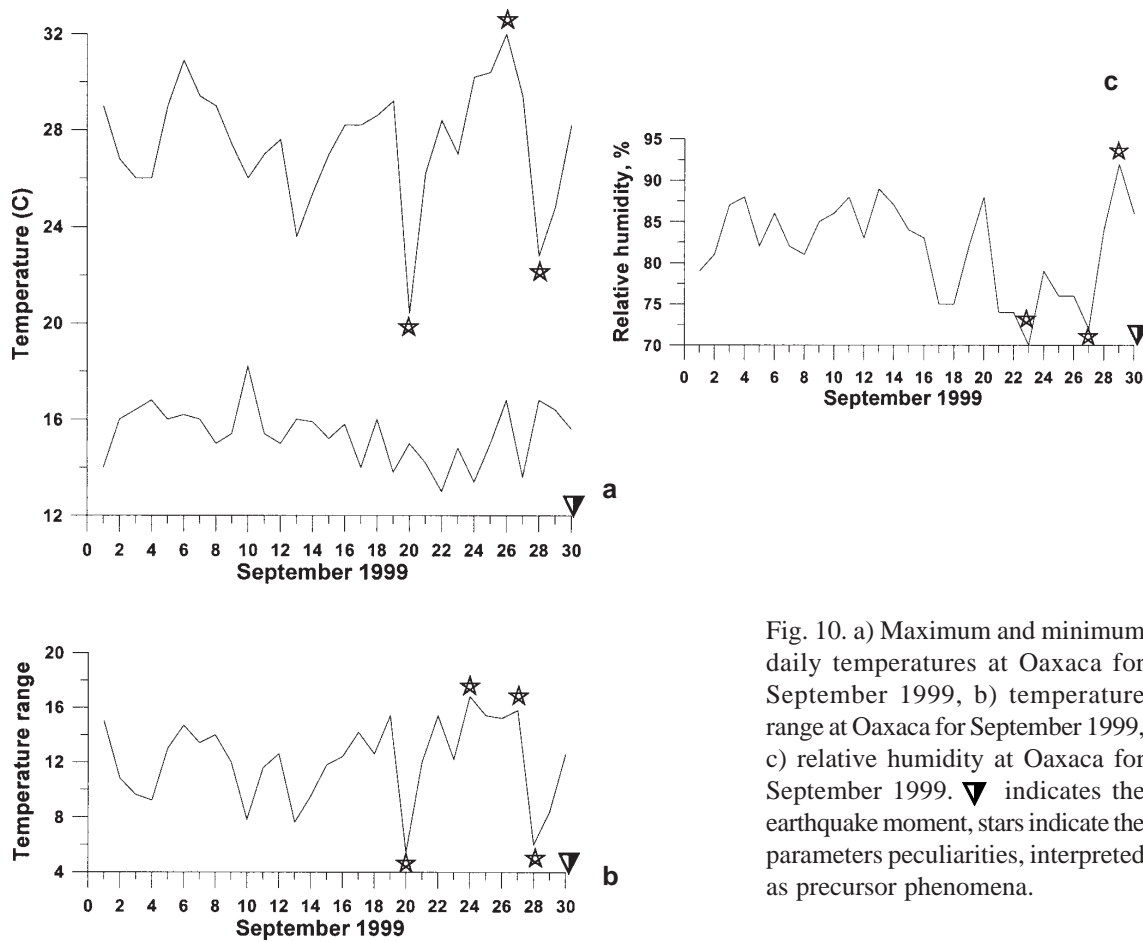 32
28
24
20
16
12
Temperature (C)
0 2 4 6 8 10 12 14 16 18 20 22 24 26 28 30
September 1999
a
c
95
90
85
80
75
70
Relative humidity, %
0 2 4 6 8 10 12 14 16 18 20 22 24 26 28 30
September 1999
20
16
12
8
4
Temperature range
0 2 4 6 8 10 12 14 16 18 20 22 24 26 28 30
September 1999
b
Fig. 10. a) Maximum and minimum
daily temperatures at Oaxaca for
September 1999, b) temperature
range at Oaxaca for September 1999,
c) relative humidity at Oaxaca for
September 1999. indicates the
earthquake moment, stars indicate the
parameters peculiarities, interpreted
as precursor phenomena.